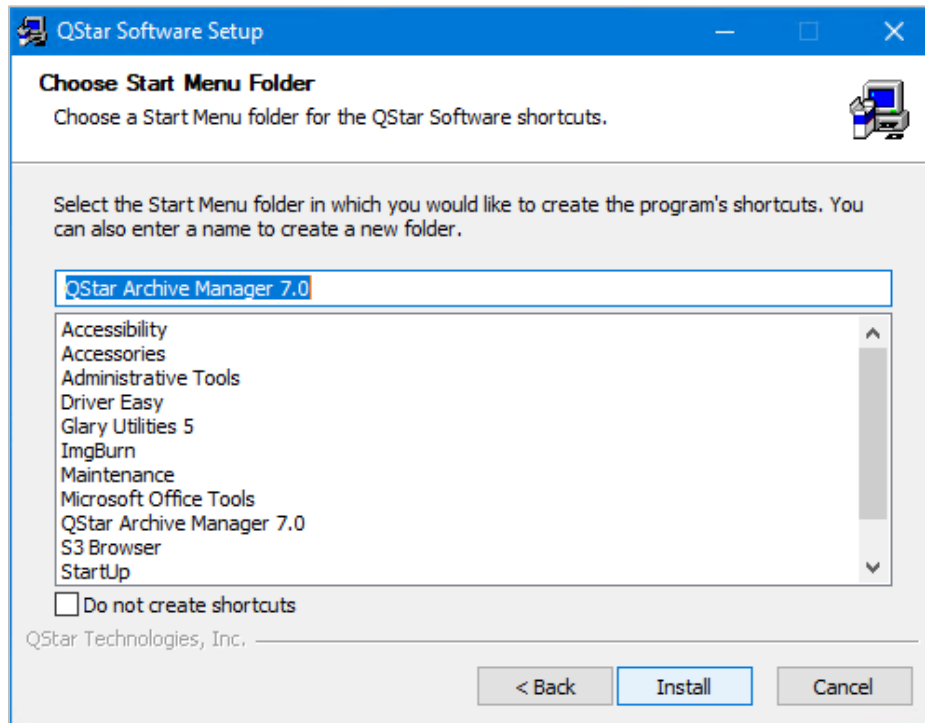 QStar Software Setup
Choose Start Menu Folder
Choose a Start Menu folder for the QStar Software shortcuts.
Select the Start Menu folder in which you would like to create the program's shortcuts. You
can also enter a name to create a new folder.
QStar Archive Manager 7.0
Accessibility
Accessories
Administrative Tools
Driver Easy
Glary Utilities 5
ImgBurn
Maintenance
Microsoft Office Tools
QStar Archive Manager 7.0
S3 Browser
StartUp
Do not create shortcuts
QStar Technologies, Inc.
< Back Install Cancel